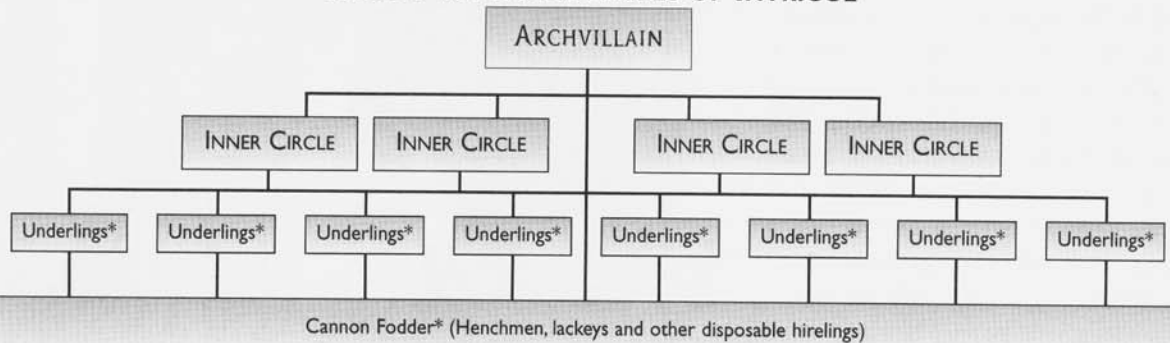 ARCHVILLAIN
INNER CIRCLE INNER CIRCLE INNER CIRCLE INNER CIRCLE
Underlings* Underlings* Underlings* Underlings* Underlings* Underlings* Underlings* Underlings*
Cannon Fodder* (Henchmen, lackeys and other disposable hirelings)